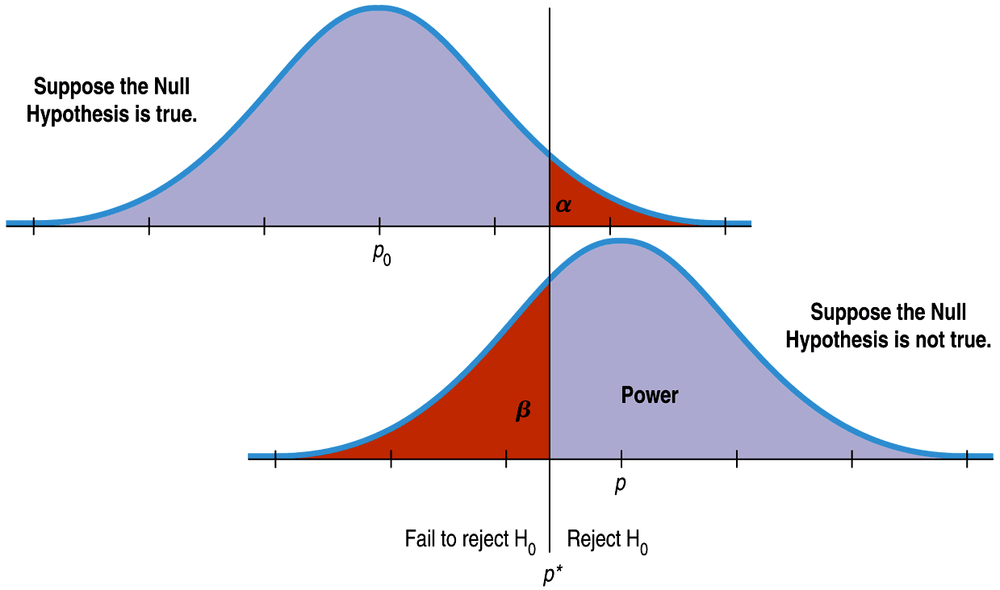 Suppose the Null
Hypothesis is true.
α
p0
Suppose the Null
Hypothesis is not true.
Power
β
p
Fail to reject H0
Reject H0
p*